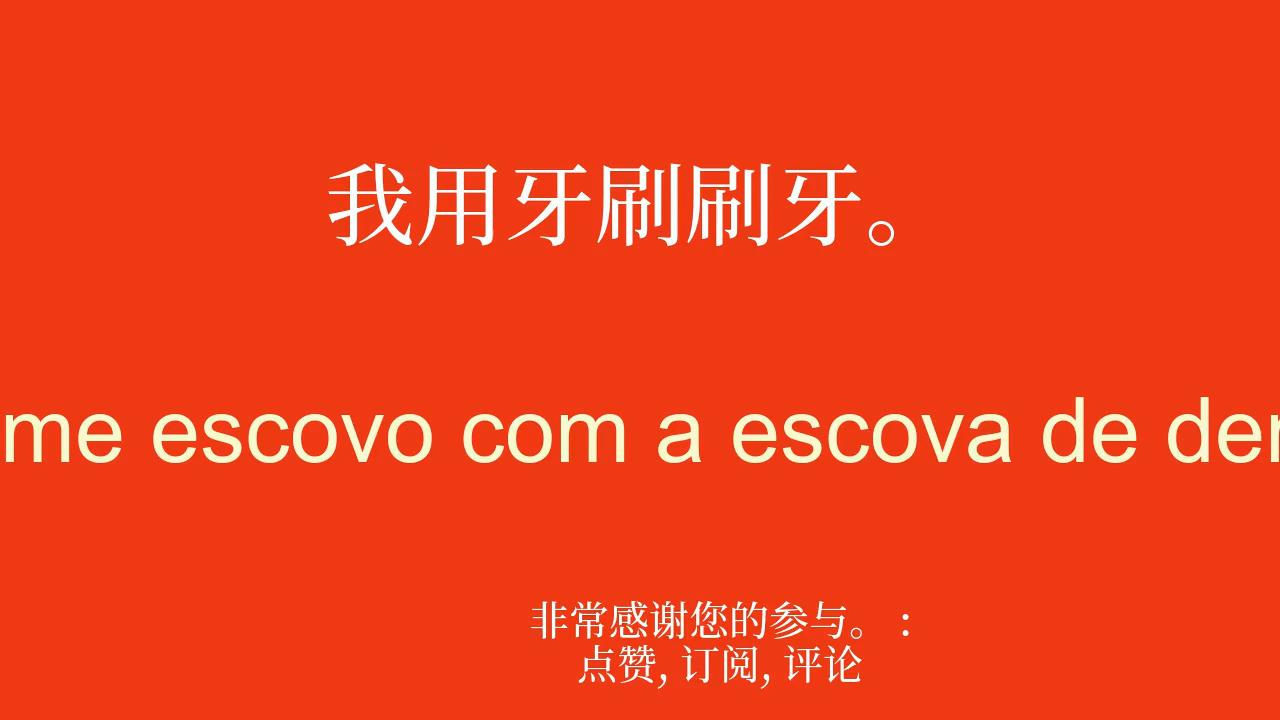 我用牙刷刷牙。
me escovo com a escova de
非常感谢您的参与。 :
点赞, 订阅, 评论